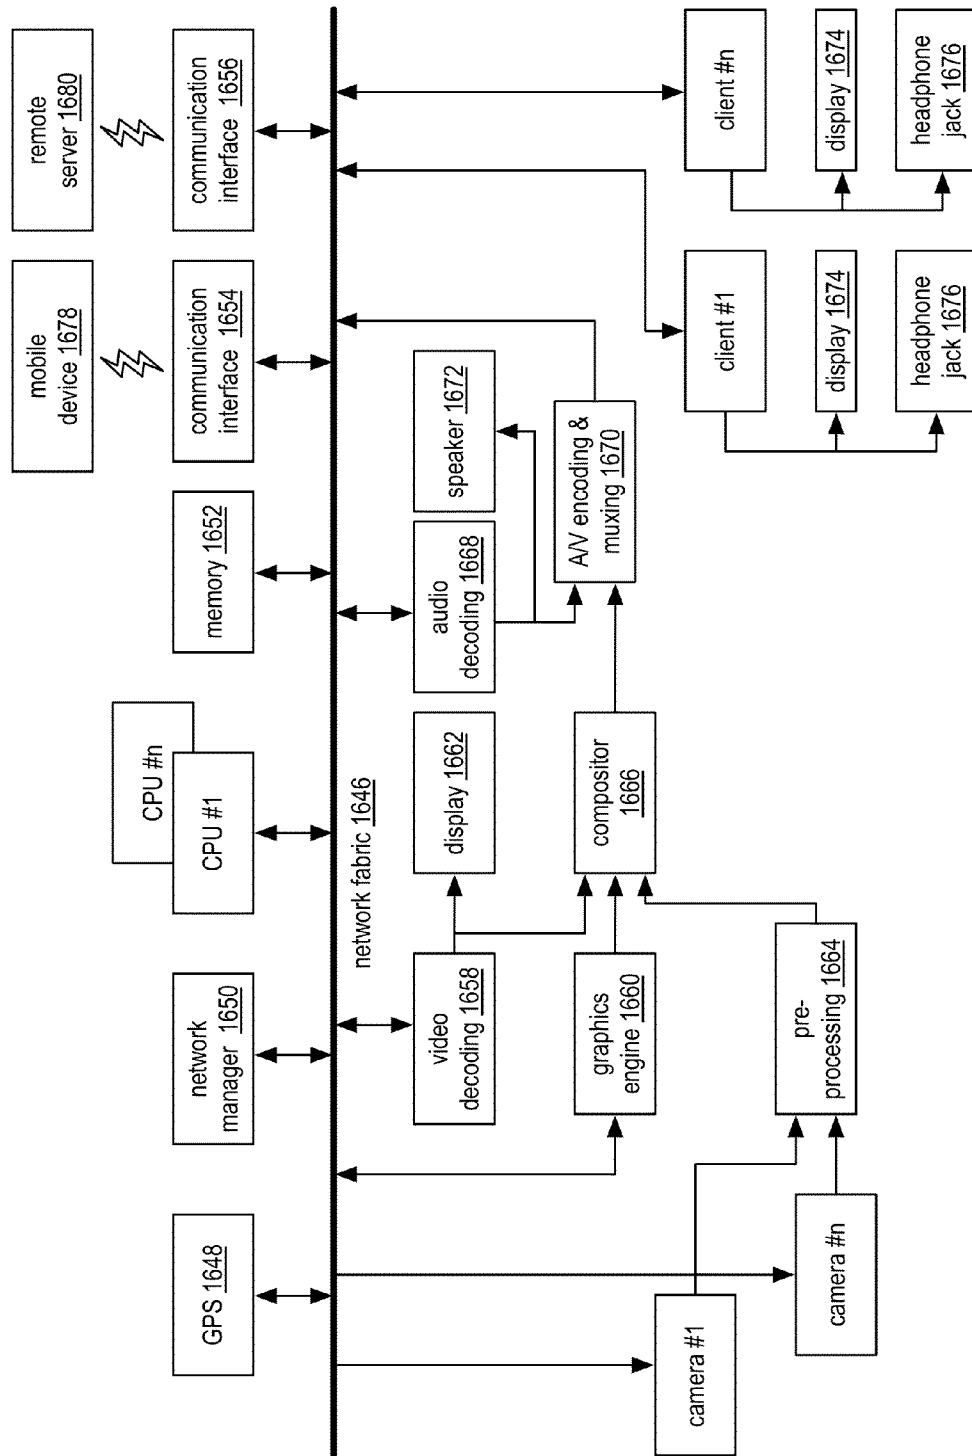 GPS 1648
network
manager 1650
CPU #n
CPU #1
memory 1652
mobile
device 1678
communication
interface 1654
remote
server 1680
communication
interface 1656
network fabric 1646
video
decoding 1658
display 1662
audio
decoding 1668
speaker 1672
graphics
engine 1660
compositor
1666
A/V encoding &
muxing 1670
camera #1
camera #n
pre-
processing 1664
client #1
display 1674
headphone
jack 1676
client #n
display 1674
headphone
jack 1676